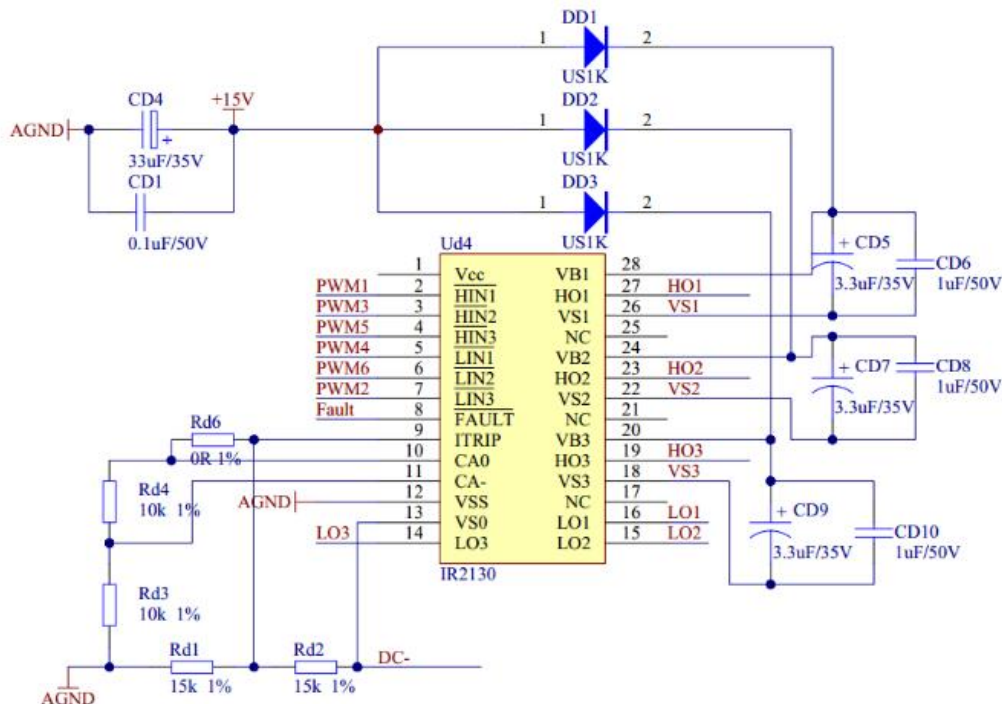 DD1
1 2
US1K
CD4 +15V
AGND
+
33uF/35V
DD2
1 2
US1K
CD1
0.1uF/50V
DD3
1 2
US1K
Ud4
1 Vcc VB1 28
PWM1 2 HIN1 HO1 27 HO1
PWM3 3 HIN2 VS1 26 VS1
PWM5 4 HIN3 NC 25
PWM4 5 LIN1 VB2 24
PWM6 6 LIN2 HO2 23 HO2
PWM2 7 LIN3 VS2 22 VS2
Fault 8 FAULT NC 21
9 ITRIP VB3 20
10 CA0 HO3 19 HO3
11 CA- VS3 18 VS3
AGND 12 VSS NC 17
13 VS0 LO1 16 LO1
LO3 14 LO3 LO2 15 LO2
IR2130
+ CD5
3.3uF/35V
CD6
1uF/50V
+ CD7
3.3uF/35V
CD8
1uF/50V
+ CD9
3.3uF/35V
CD10
1uF/50V
Rd6
0R 1%
Rd4
10k 1%
Rd3
10k 1%
Rd1
15k 1%
Rd2
15k 1%
DC-
AGND